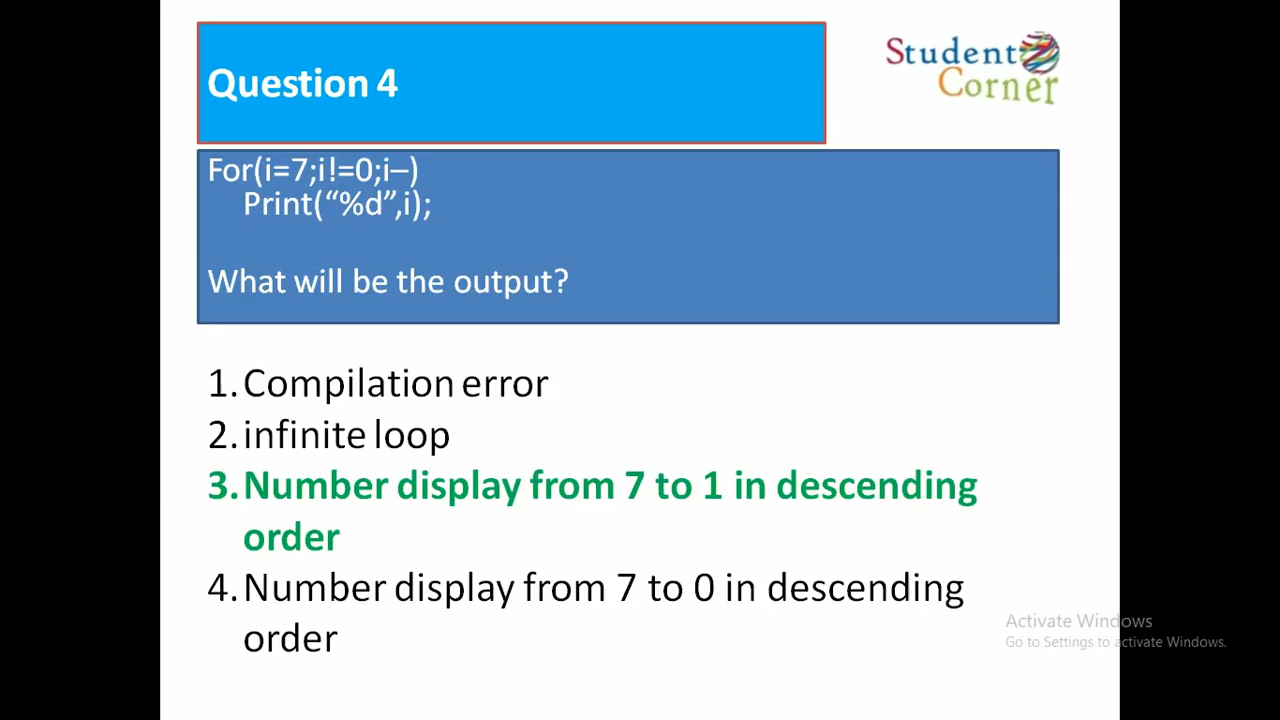 Question 4
Student
Corner
For(i=7;i!=0;i–)
Print(“%d”,i);
What will be the output?
1. Compilation error
2. infinite loop
3. Number display from 7 to 1 in descending
order
4. Number display from 7 to 0 in descending
order
Activate Windows
Go to Settings to activate Windows.